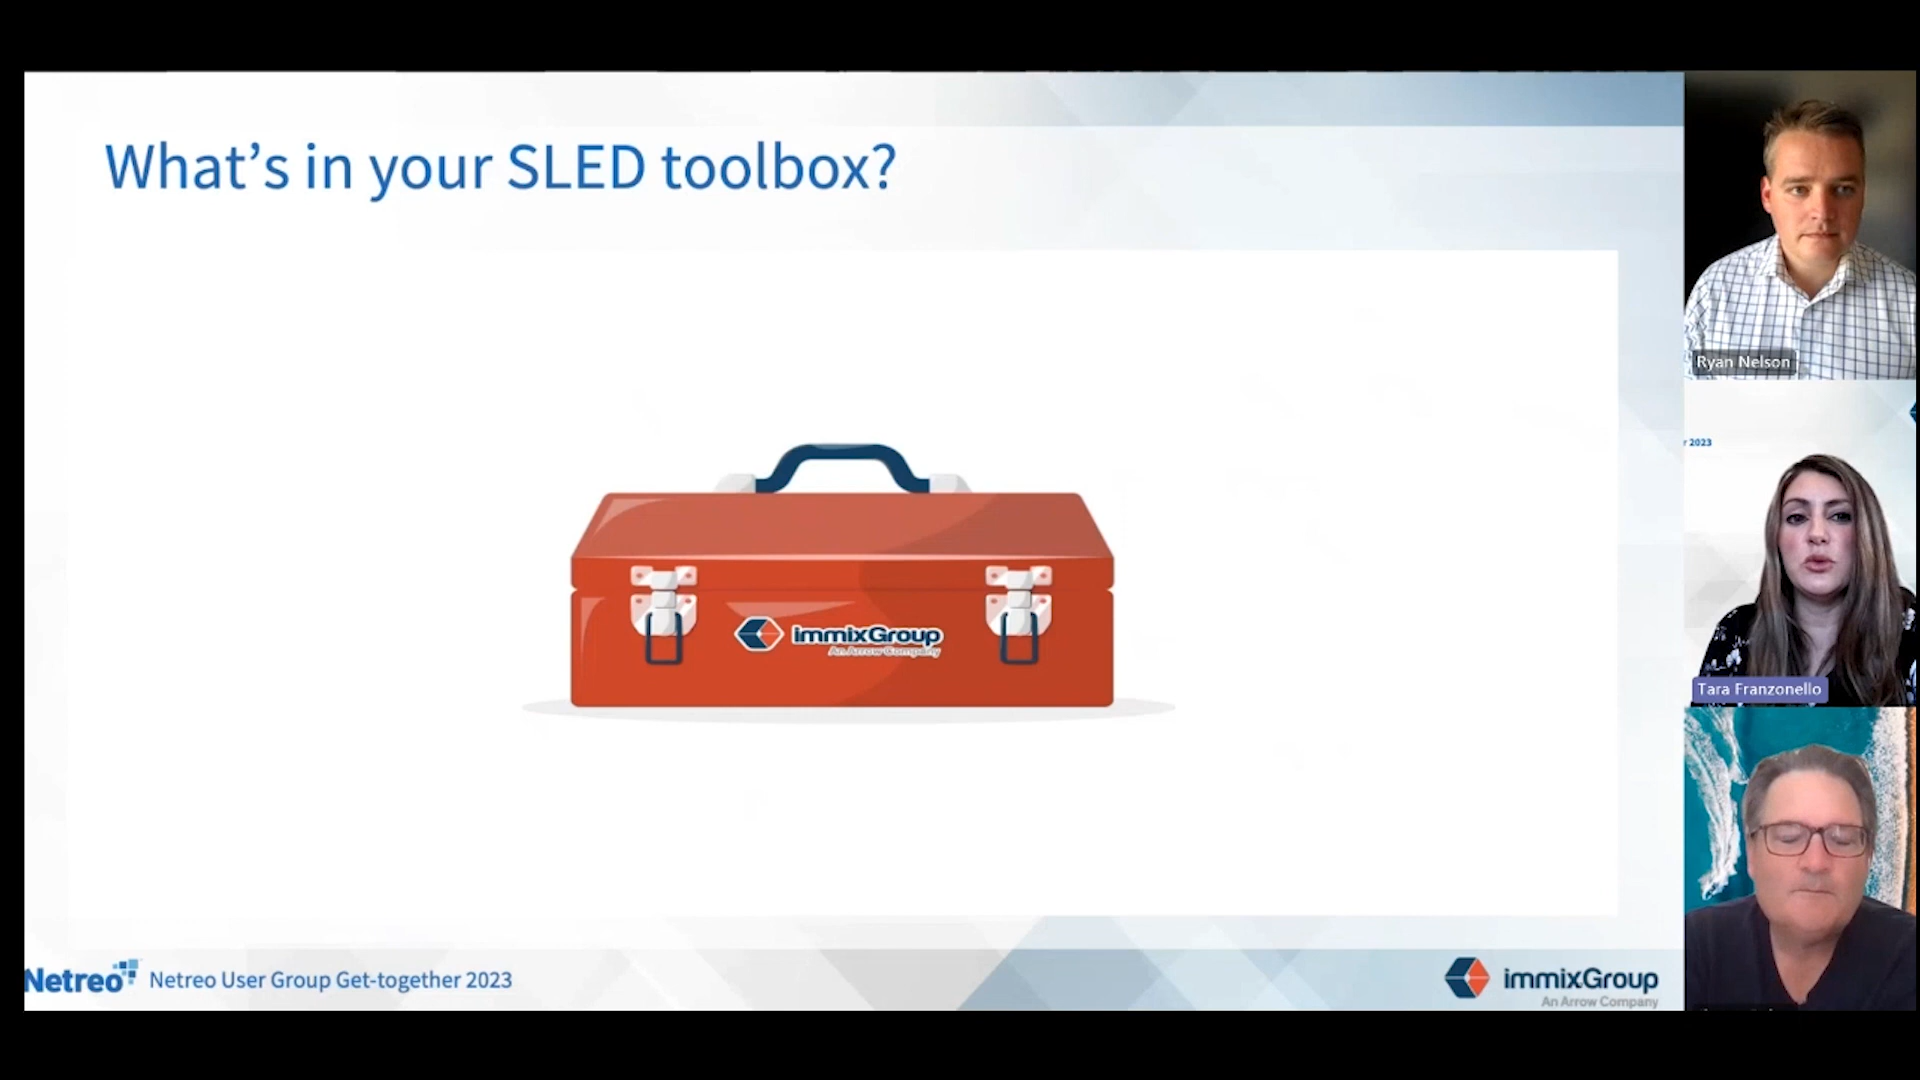 What's in your SLED toolbox?
immixGroup
An Arrow Company
Netreo
Netreo User Group Get-together 2023
immixGroup
An Arrow Company
Ryan Nelson
2023
Tara Franzonello